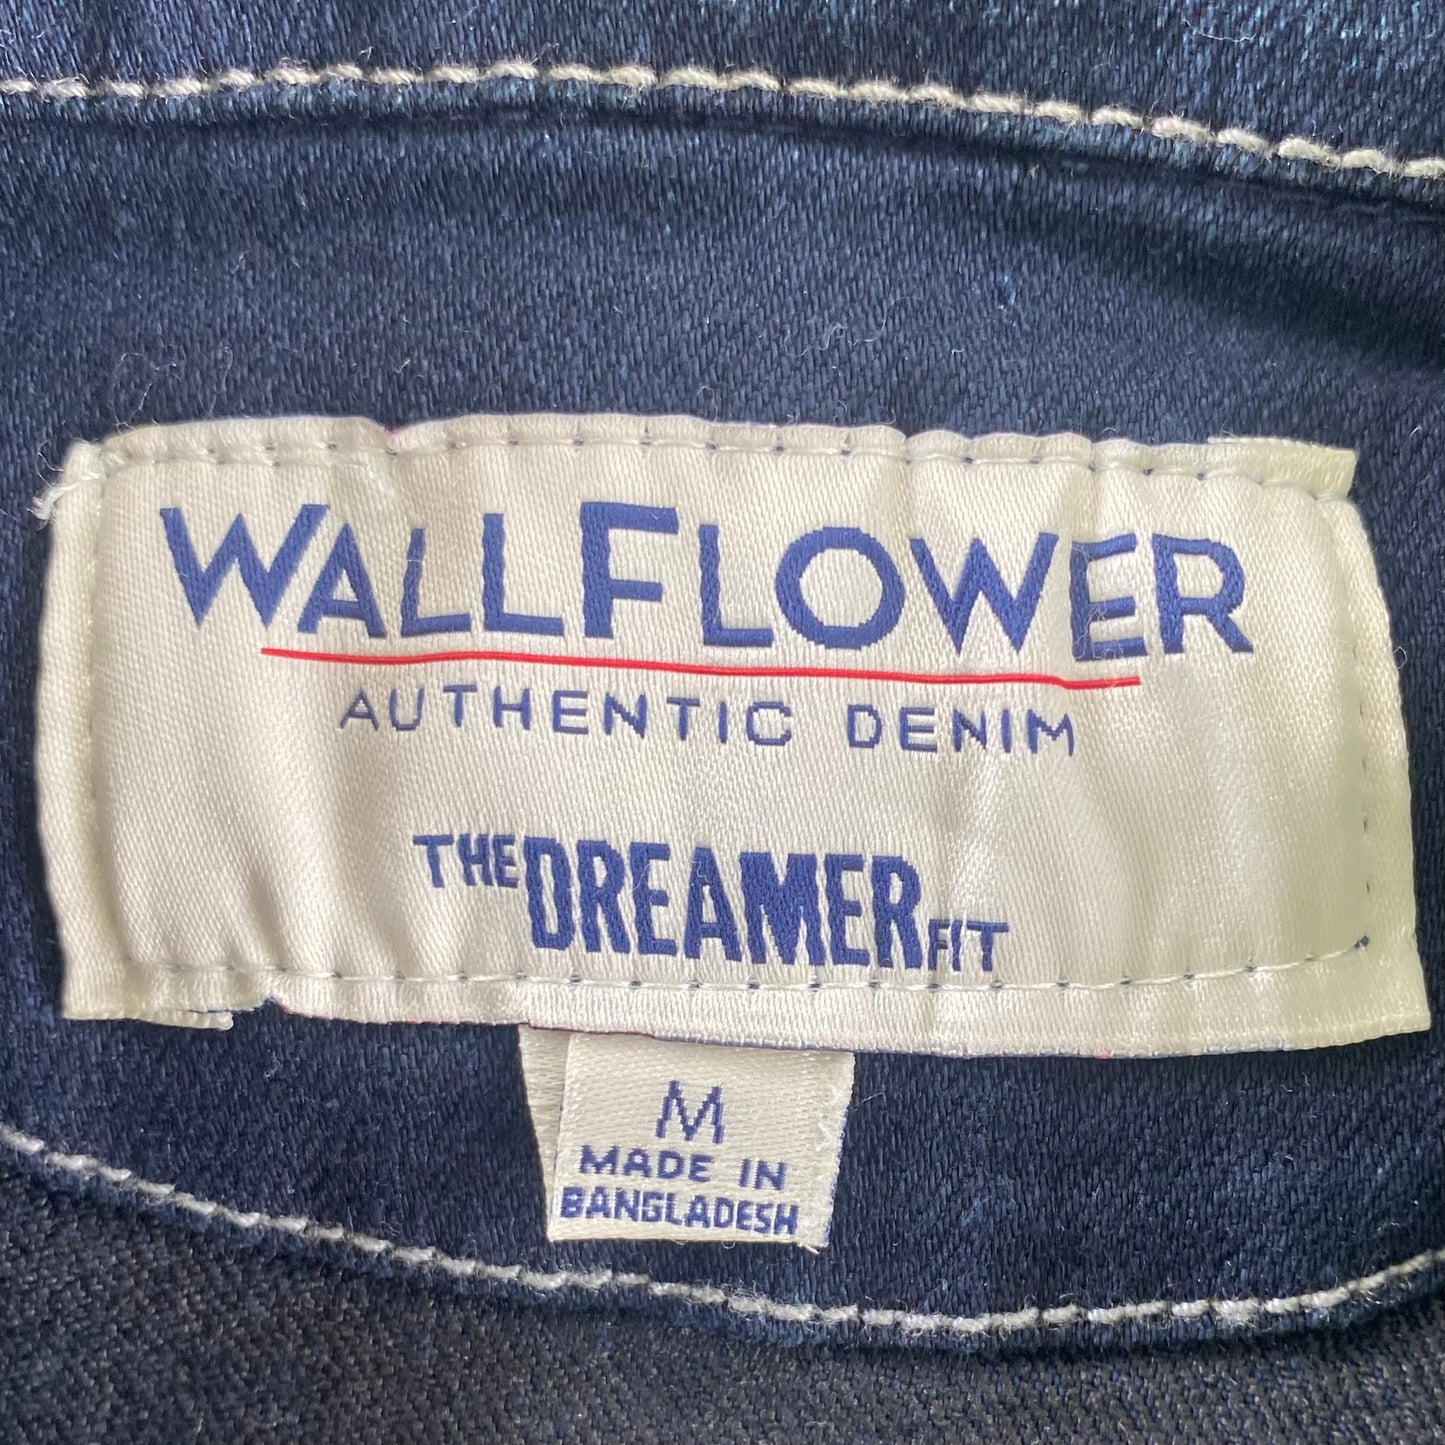 WALLFLOWER
AUTHENTIC DENIM
THE DREAMER FIT
M
MADE IN
BANGLADESH